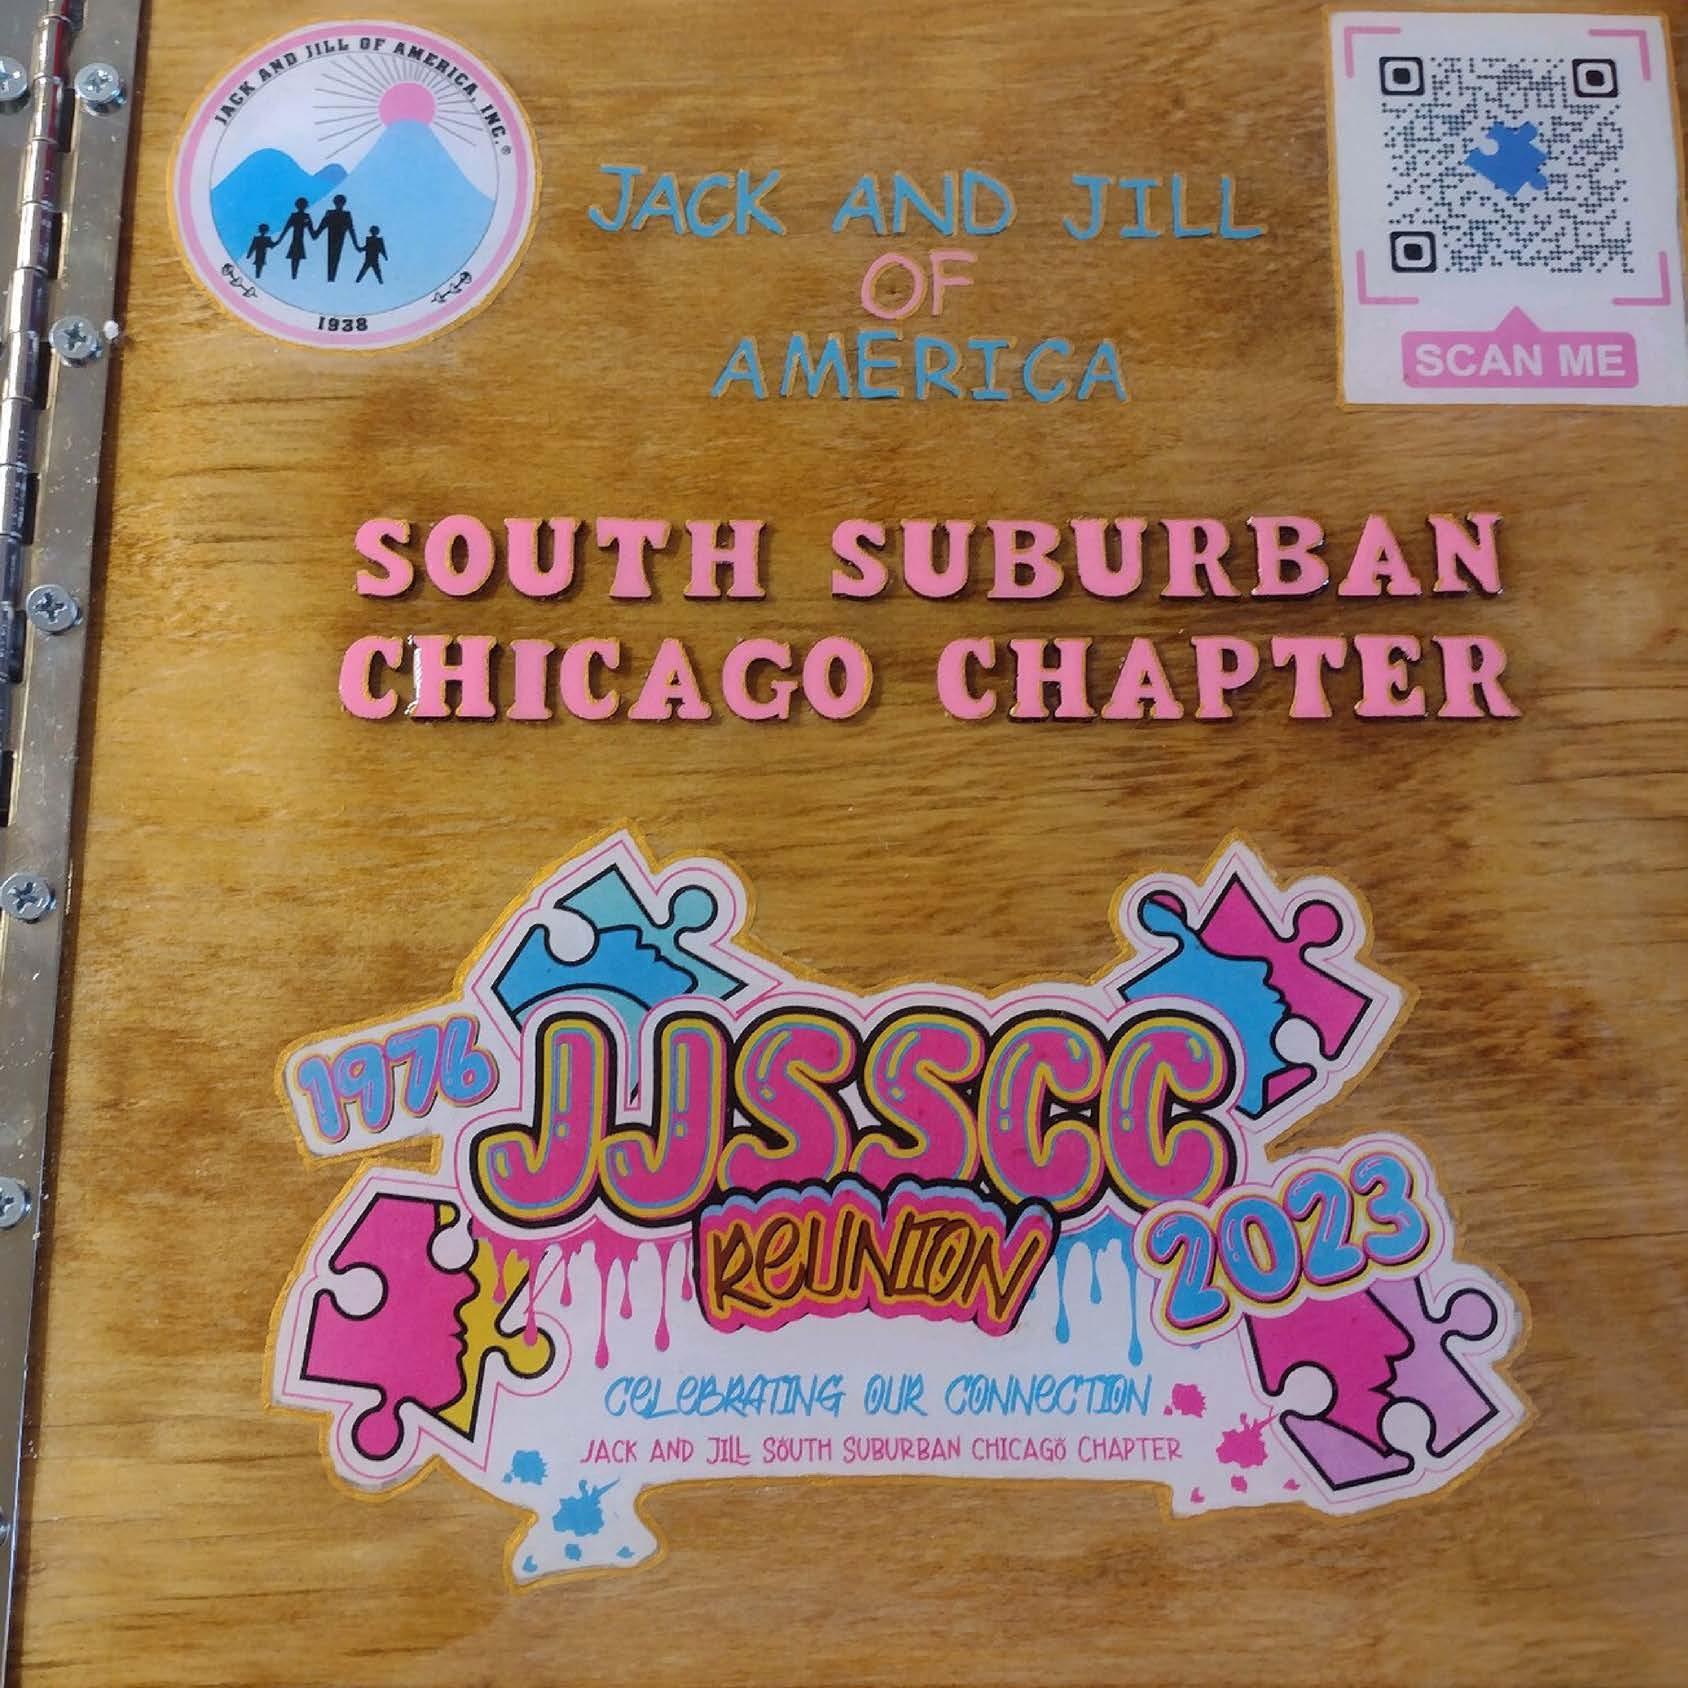 JACK AND JILL OF AMERICA, INC.®
1938
JACK AND JILL
OF
AMERICA
SCAN ME
SOUTH SUBURBAN
CHICAGO CHAPTER
1976
JJSSCC
REUNION
2023
CELEBRATING OUR CONNECTION
JACK AND JILL SOUTH SUBURBAN CHICAGO CHAPTER